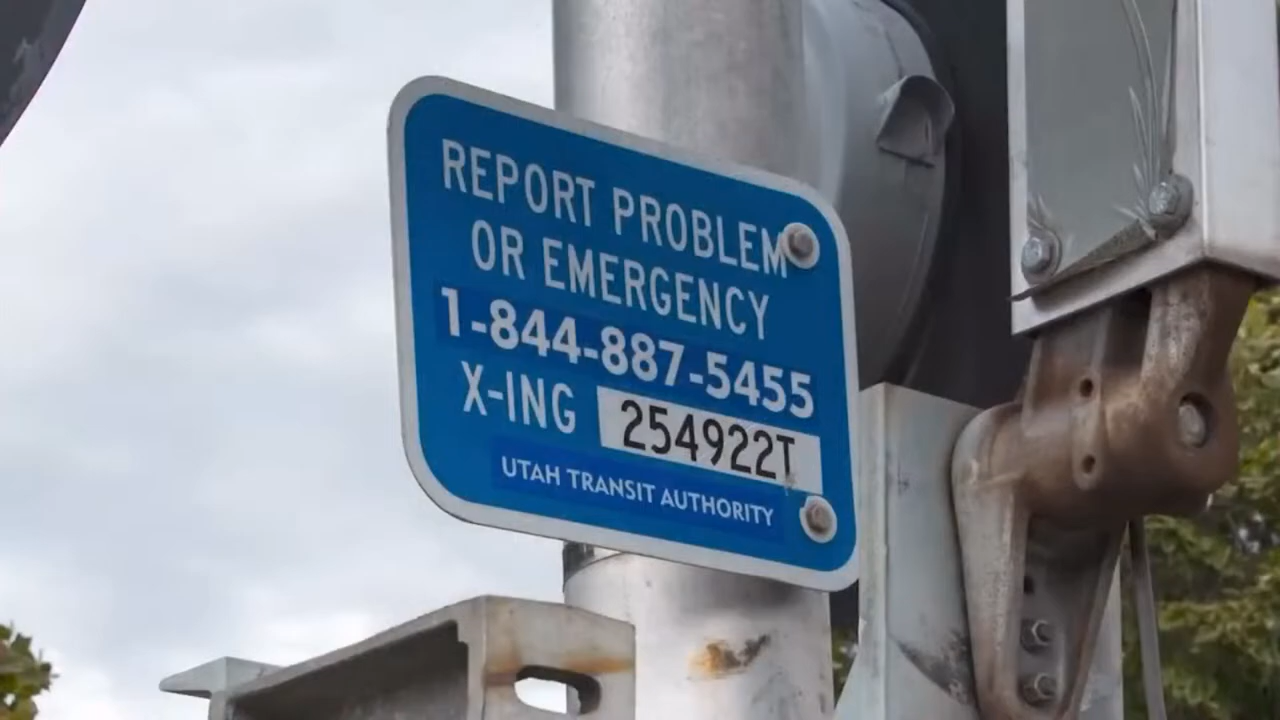 REPORT PROBLEM
OR EMERGENCY
1-844-887-5455
X-ING 254922T
UTAH TRANSIT AUTHORITY